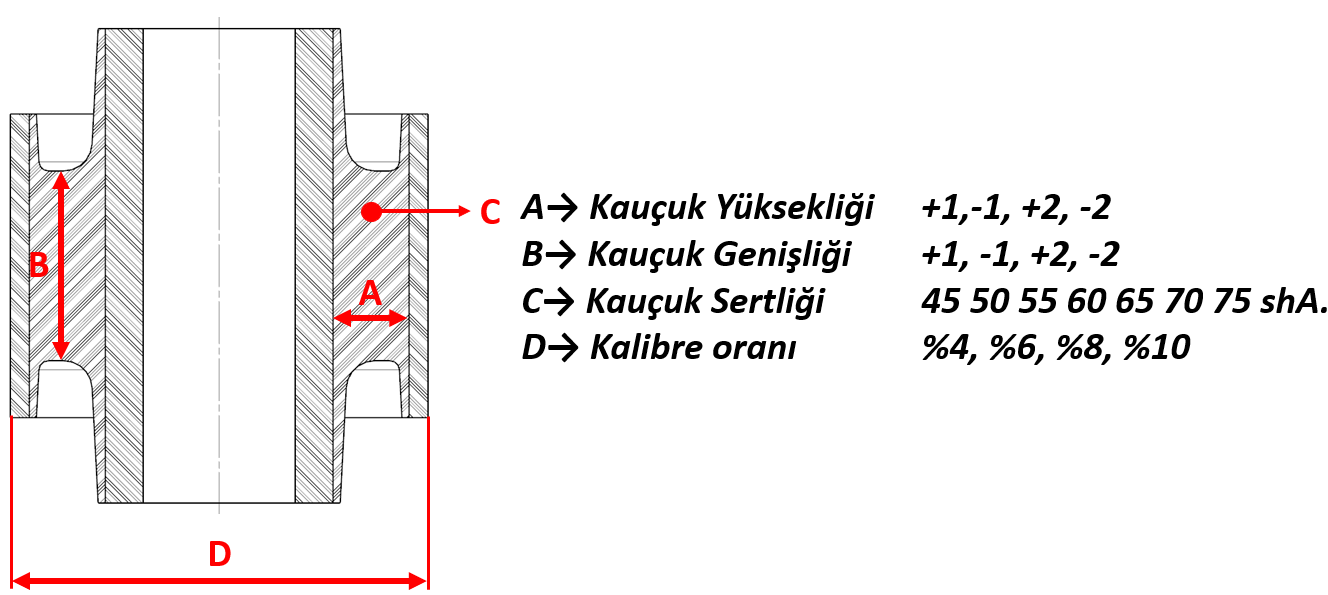 A→ Kauçuk Yüksekliği +1,-1, +2, -2
B→ Kauçuk Genişliği +1, -1, +2, -2
C→ Kauçuk Sertliği 45 50 55 60 65 70 75 shA.
D→ Kalibre oranı %4, %6, %8, %10
C
B
A
D